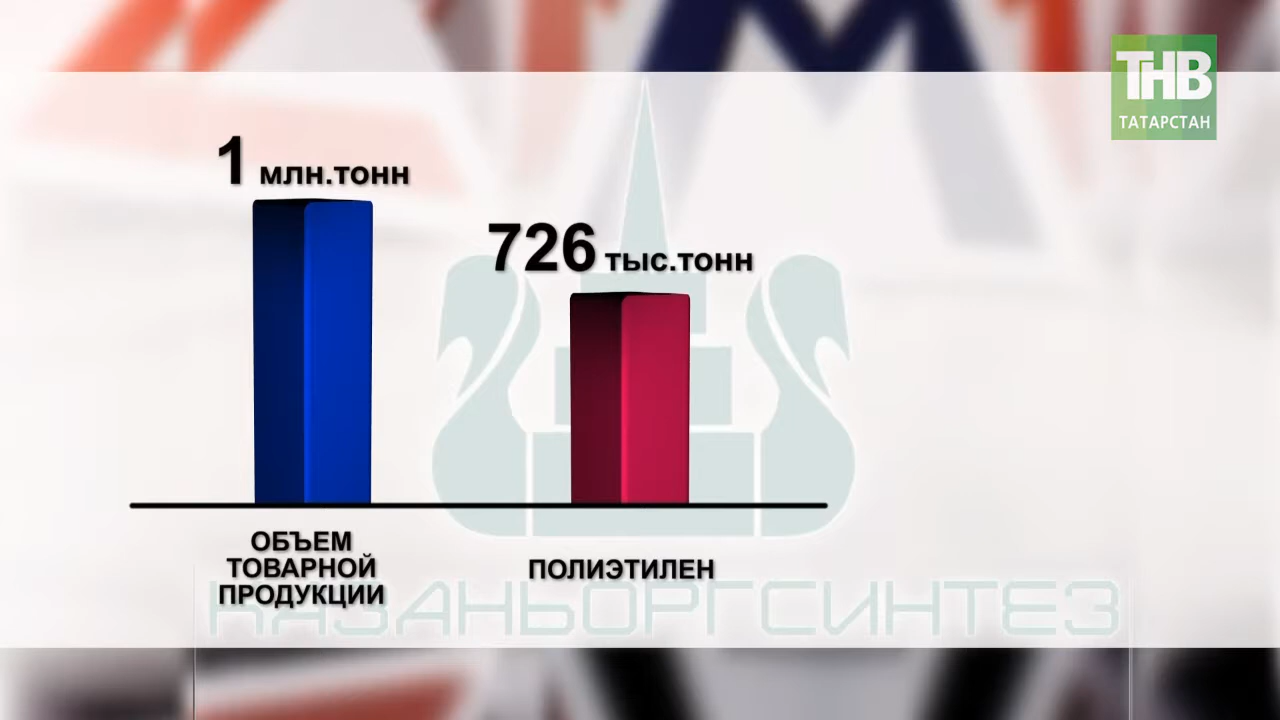 ТНВ
ТАТАРСТАН
1 млн.тонн
726 тыс.тонн
ОБЪЕМ
ТОВАРНОЙ
ПРОДУКЦИИ
ПОЛИЭТИЛЕН
КАЗАНЬОРГСИНТЕЗ